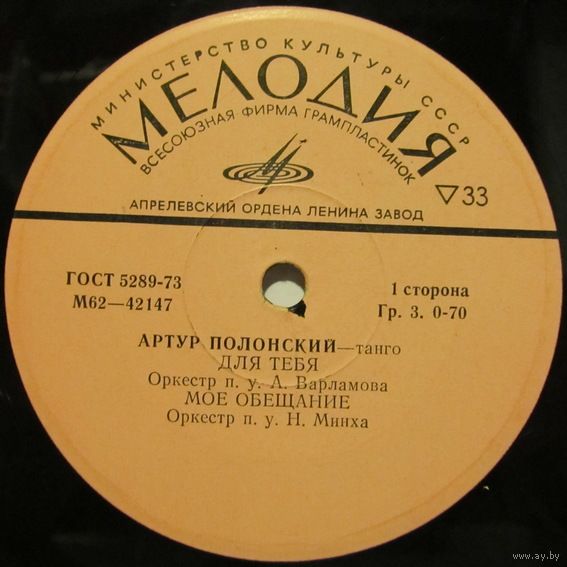 МИНИСТЕРСТВО КУЛЬТУРЫ СССР
МЕЛОДИЯ
ВСЕСОЮЗНАЯ ФИРМА ГРАМПЛАСТИНОК
▽33
АПРЕЛЕВСКИЙ ОРДЕНА ЛЕНИНА ЗАВОД
ГОСТ 5289-73
М62—42147
1 сторона
Гр. 3. 0-70
АРТУР ПОЛОНСКИЙ—танго
ДЛЯ ТЕБЯ
Оркестр п. у. А. Варламова
МОЕ ОБЕЩАНИЕ
Оркестр п. у. Н. Минха
www.ay.by